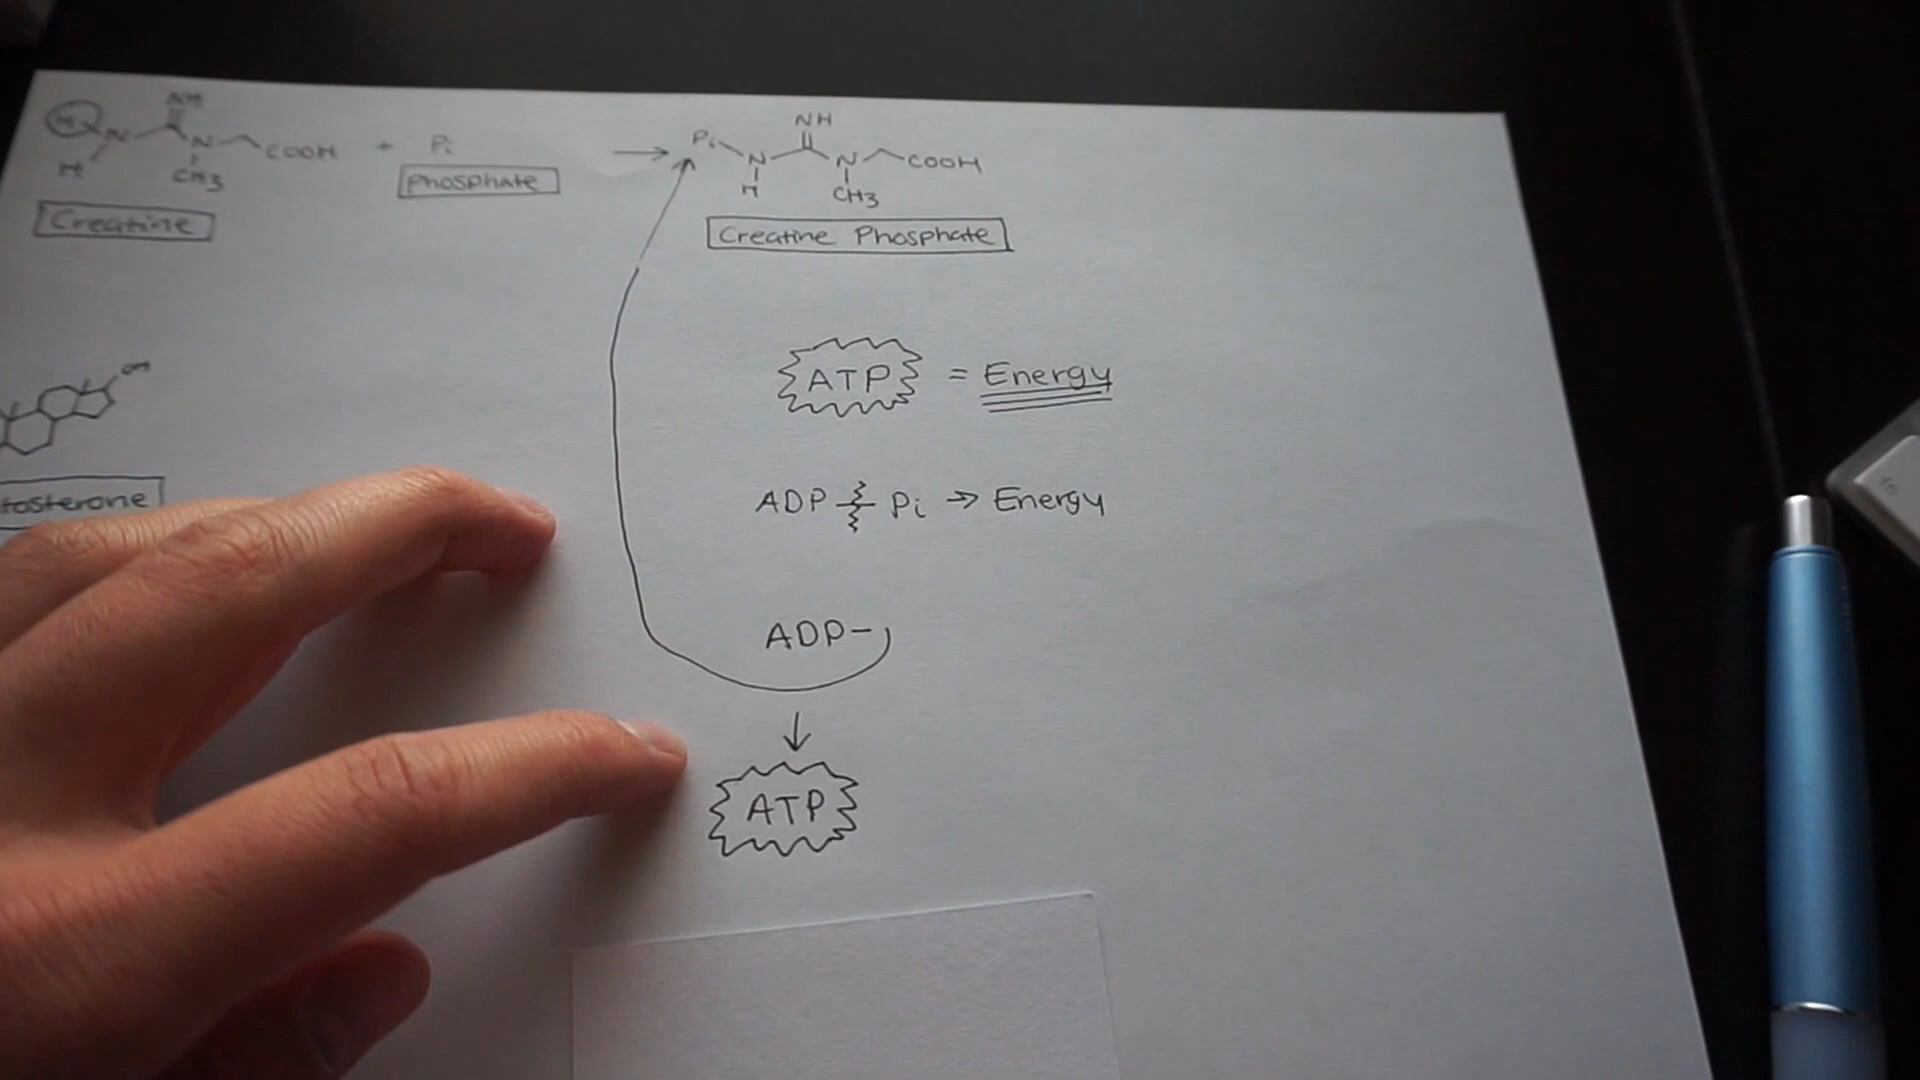 H N H NH N CH3 COOH + Pi → Pi N H NH N CH3 COOH
Phosphate
Creatine
Creatine Phosphate
OH
ATP = Energy
tosterone
ADP Pi → Energy
ADP-
↓
ATP